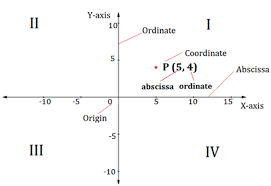 Y-axis
II
Ordinate
I
10
Coordinate
5
P (5, 4)
abscissa
ordinate
Abscissa
-10
-5
0
5
10
15
X-axis
Origin
-5
III
IV
-10